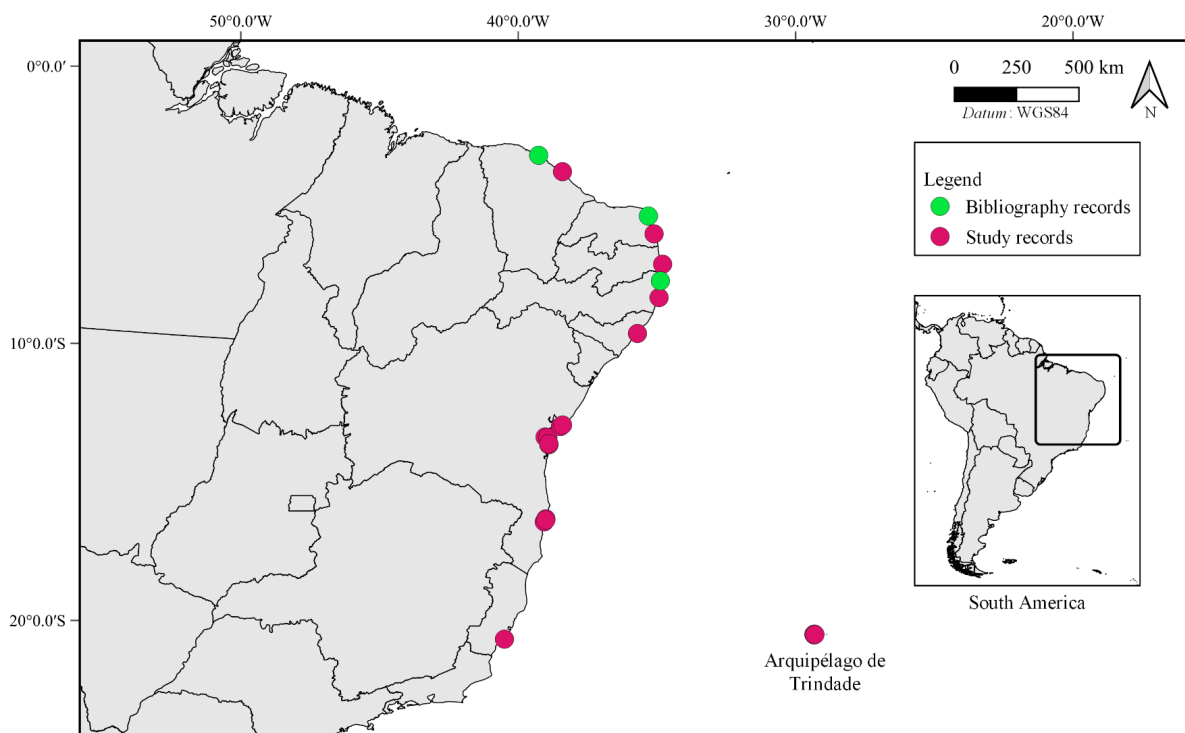 50°0.0'W 40°0.0'W 30°0.0'W 20°0.0'W
0°0.0'
10°0.0'S
20°0.0'S
0 250 500 km
Datum: WGS84
N
Legend
Bibliography records
Study records
South America
Arquipélago de
Trindade